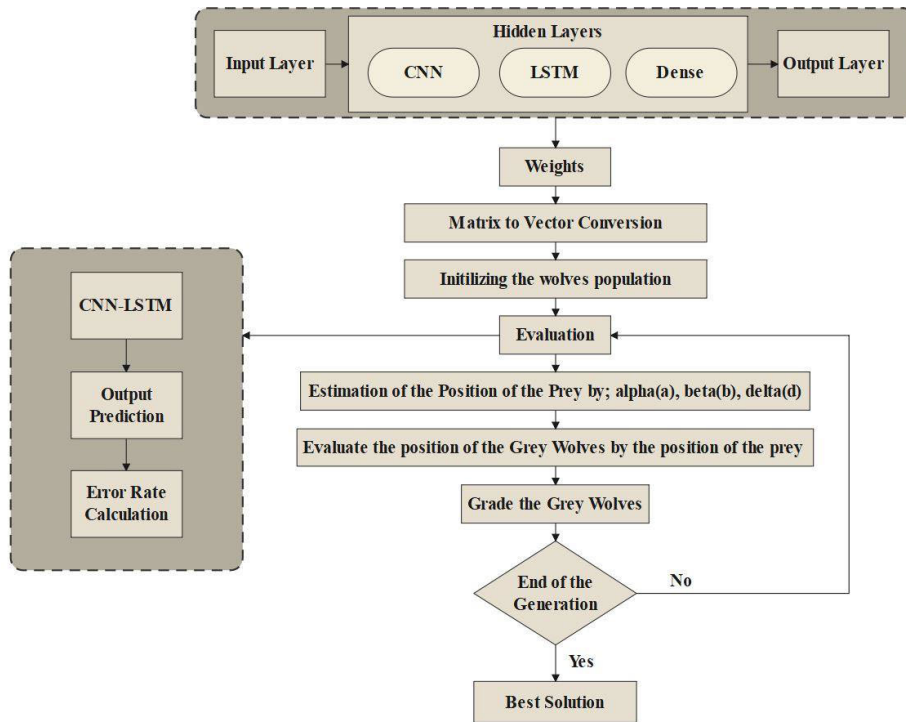 Hidden Layers
Input Layer
CNN
LSTM
Dense
Output Layer
Weights
Matrix to Vector Conversion
Initilizing the wolves population
Evaluation
CNN-LSTM
Output
Prediction
Error Rate
Calculation
Estimation of the Position of the Prey by; alpha(a), beta(b), delta(d)
Evaluate the position of the Grey Wolves by the position of the prey
Grade the Grey Wolves
End of the
Generation
No
Yes
Best Solution